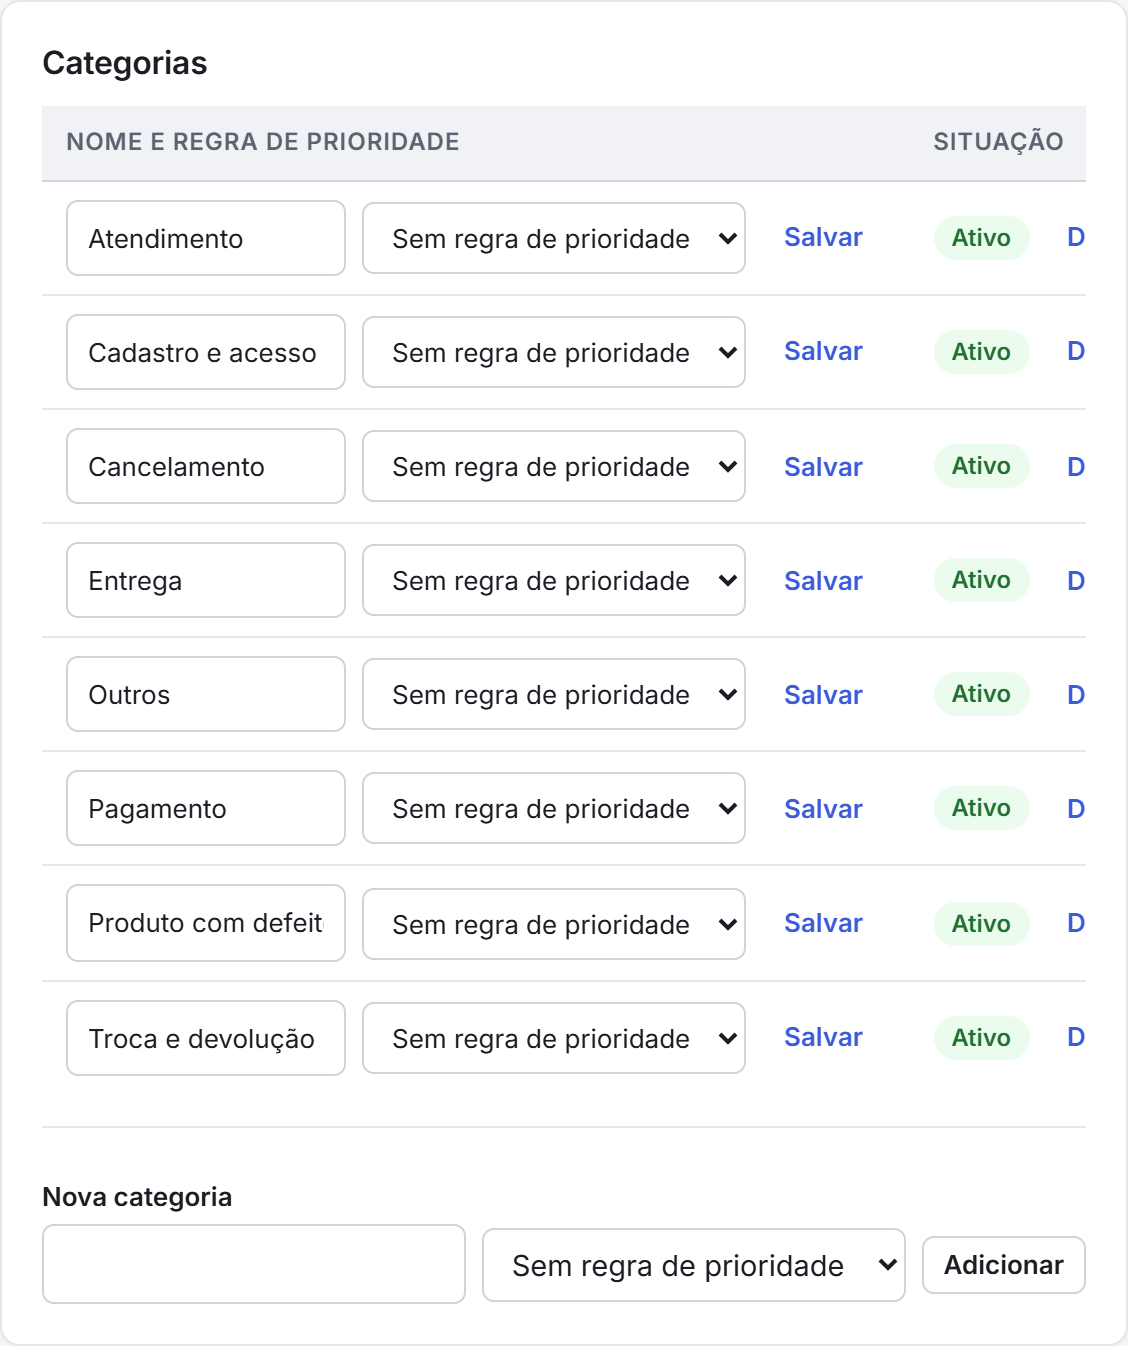 Categorias
NOME E REGRA DE PRIORIDADE SITUAÇÃO
Atendimento Sem regra de prioridade Salvar Ativo D
Cadastro e acesso Sem regra de prioridade Salvar Ativo D
Cancelamento Sem regra de prioridade Salvar Ativo D
Entrega Sem regra de prioridade Salvar Ativo D
Outros Sem regra de prioridade Salvar Ativo D
Pagamento Sem regra de prioridade Salvar Ativo D
Produto com defeit Sem regra de prioridade Salvar Ativo D
Troca e devolução Sem regra de prioridade Salvar Ativo D
Nova categoria
Sem regra de prioridade Adicionar